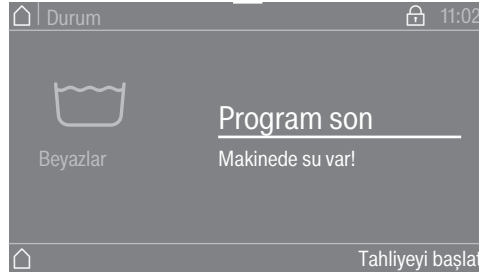 Durum 11:02
Program son
Beyazlar
Makinede su var!
Tahliyeyi başlat